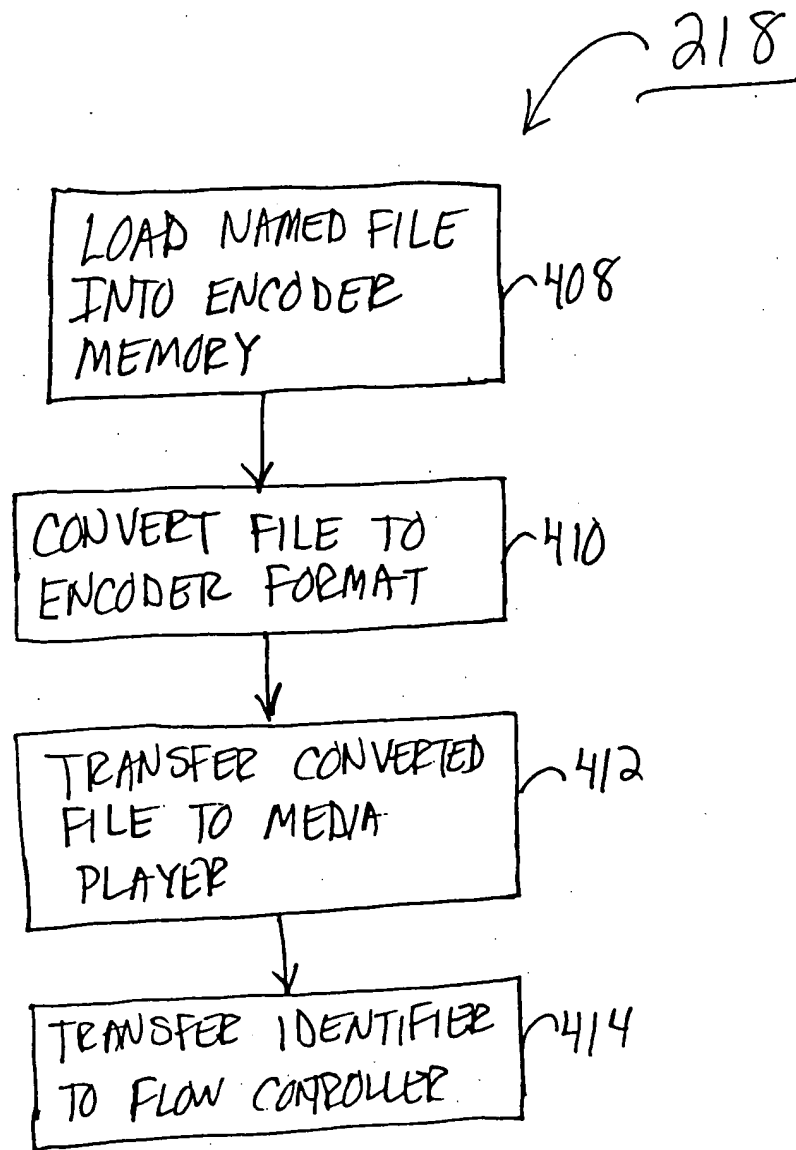 218
LOAD NAMED FILE
INTO ENCODER
MEMORY
408
CONVERT FILE TO
ENCODER FORMAT
410
TRANSFER CONVERTED
FILE TO MEDIA
PLAYER
412
TRANSFER IDENTIFIER
TO FLOW CONTROLLER
414